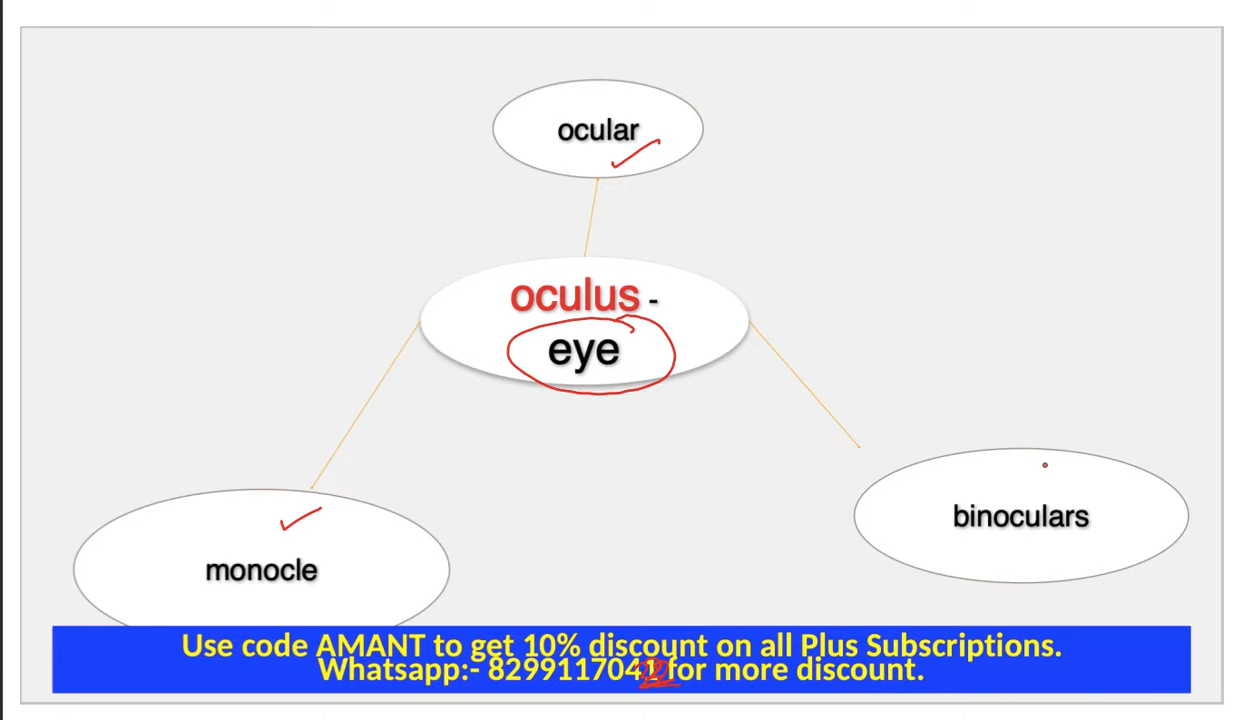 ocular
oculus -
eye
binoculars
monocle
Use code AMANT to get 10% discount on all Plus Subscriptions.
Whatsapp:- for more discount.